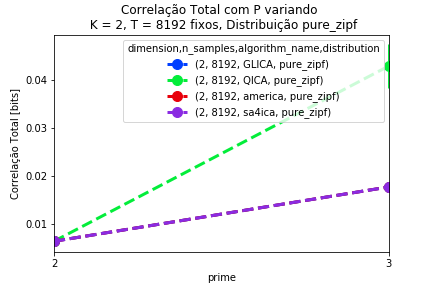 Correlação Total com P variando
K = 2, T = 8192 fixos, Distribuição pure_zipf
dimension,n_samples,algorithm_name,distribution
(2, 8192, GLICA, pure_zipf)
(2, 8192, QICA, pure_zipf)
(2, 8192, america, pure_zipf)
(2, 8192, sa4ica, pure_zipf)
Correlação Total [bits]
0.04
0.03
0.02
0.01
2
3
prime